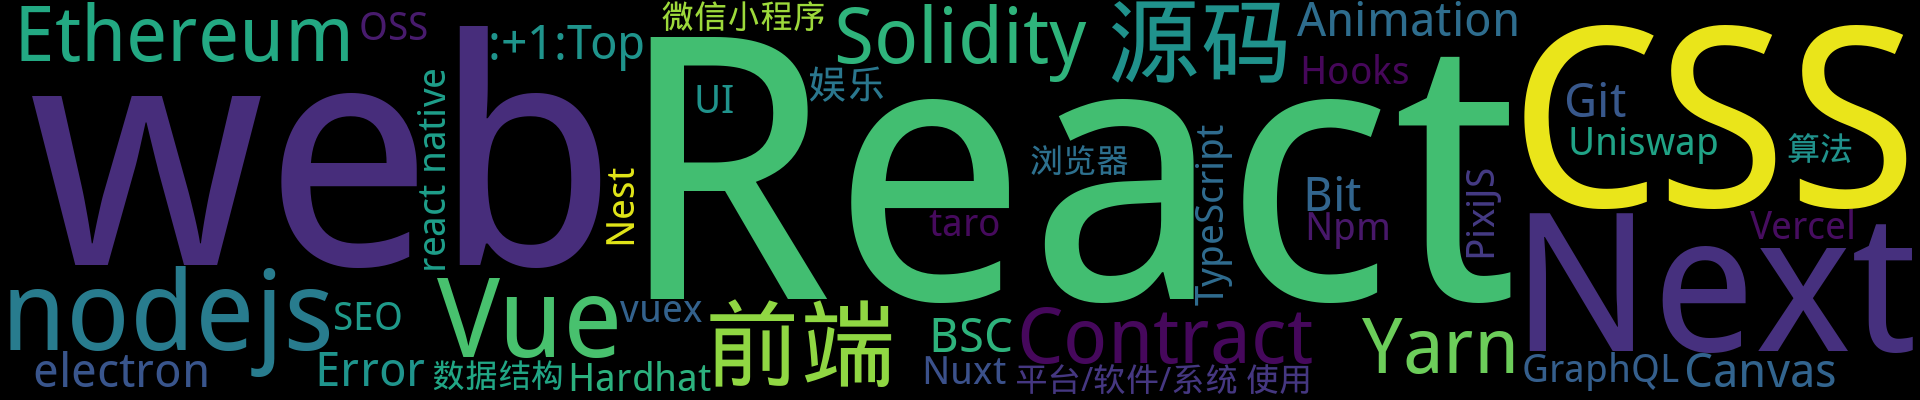 Ethereum
OSS
:+1:Top
微信小程序
Solidity
源码
Animation
CSS
web
React
UI
娱乐
Hooks
Git
Uniswap
算法
react native
Nest
浏览器
taro
TypeScript
Bit
Npm
PixiJS
Next
Vercel
nodejs
SEO
Vue
vuex
前端
BSC
Contract
Yarn
electron
Error
数据结构
Hardhat
Nuxt
平台/软件/系统 使用
GraphQL
Canvas